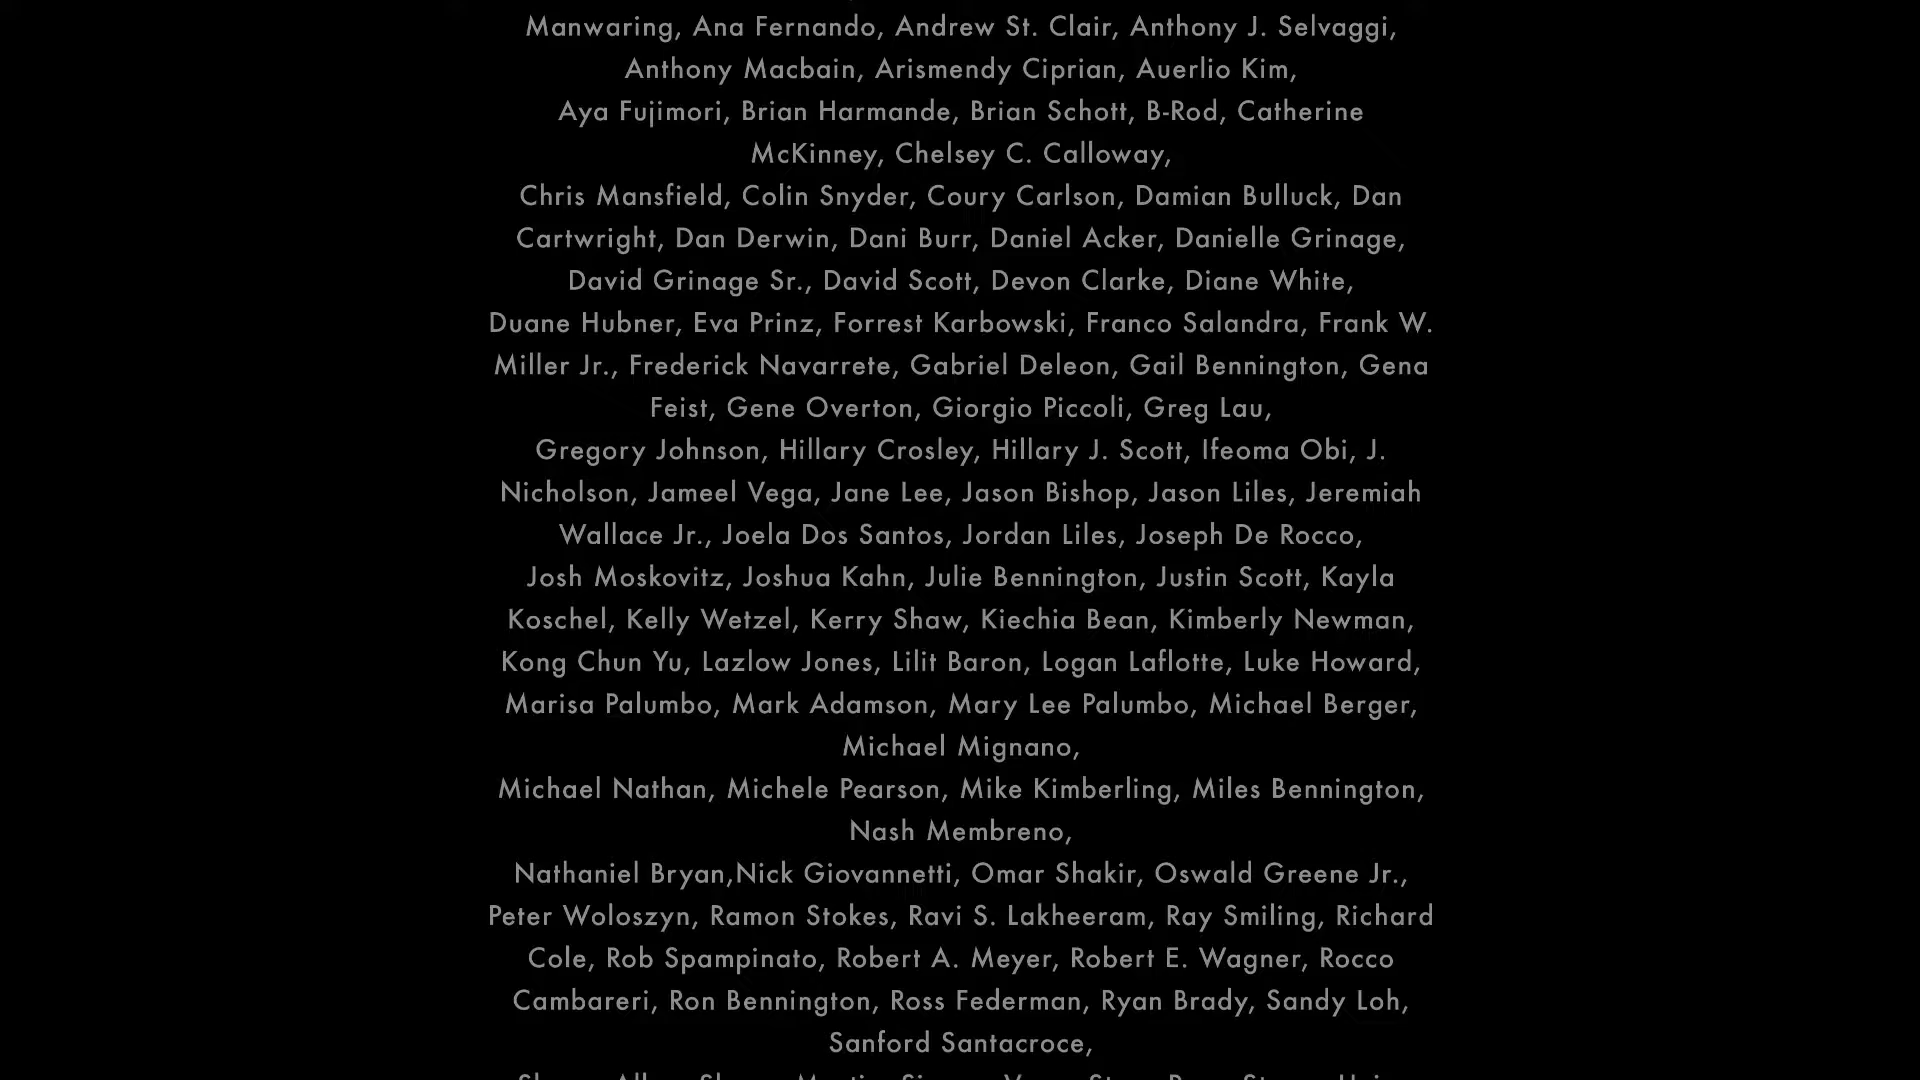 Manwaring, Ana Fernando, Andrew St. Clair, Anthony J. Selvaggi,
Anthony Macbain, Arismendy Ciprian, Auerlio Kim,
Aya Fujimori, Brian Harmande, Brian Schott, B-Rod, Catherine
McKinney, Chelsey C. Calloway,
Chris Mansfield, Colin Snyder, Coury Carlson, Damian Bulluck, Dan
Cartwright, Dan Derwin, Dani Burr, Daniel Acker, Danielle Grinage,
David Grinage Sr., David Scott, Devon Clarke, Diane White,
Duane Hubner, Eva Prinz, Forrest Karbowski, Franco Salandra, Frank W.
Miller Jr., Frederick Navarrete, Gabriel Deleon, Gail Bennington, Gena
Feist, Gene Overton, Giorgio Piccoli, Greg Lau,
Gregory Johnson, Hillary Crosley, Hillary J. Scott, Ifeoma Obi, J.
Nicholson, Jameel Vega, Jane Lee, Jason Bishop, Jason Liles, Jeremiah
Wallace Jr., Joela Dos Santos, Jordan Liles, Joseph De Rocco,
Josh Moskovitz, Joshua Kahn, Julie Bennington, Justin Scott, Kayla
Koschel, Kelly Wetzel, Kerry Shaw, Kiechia Bean, Kimberly Newman,
Kong Chun Yu, Lazlow Jones, Lilit Baron, Logan Laflotte, Luke Howard,
Marisa Palumbo, Mark Adamson, Mary Lee Palumbo, Michael Berger,
Michael Mignano,
Michael Nathan, Michele Pearson, Mike Kimberling, Miles Bennington,
Nash Membreno,
Nathaniel Bryan,Nick Giovannetti, Omar Shakir, Oswald Greene Jr.,
Peter Woloszyn, Ramon Stokes, Ravi S. Lakheeram, Ray Smiling, Richard
Cole, Rob Spampinato, Robert A. Meyer, Robert E. Wagner, Rocco
Cambareri, Ron Bennington, Ross Federman, Ryan Brady, Sandy Loh,
Sanford Santacroce,